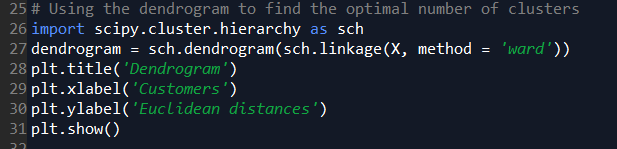 25 # Using the dendrogram to find the optimal number of clusters
26 import scipy.cluster.hierarchy as sch
27 dendrogram = sch.dendrogram(sch.linkage(X, method = 'ward'))
28 plt.title('Dendrogram')
29 plt.xlabel('Customers')
30 plt.ylabel('Euclidean distances')
31 plt.show()